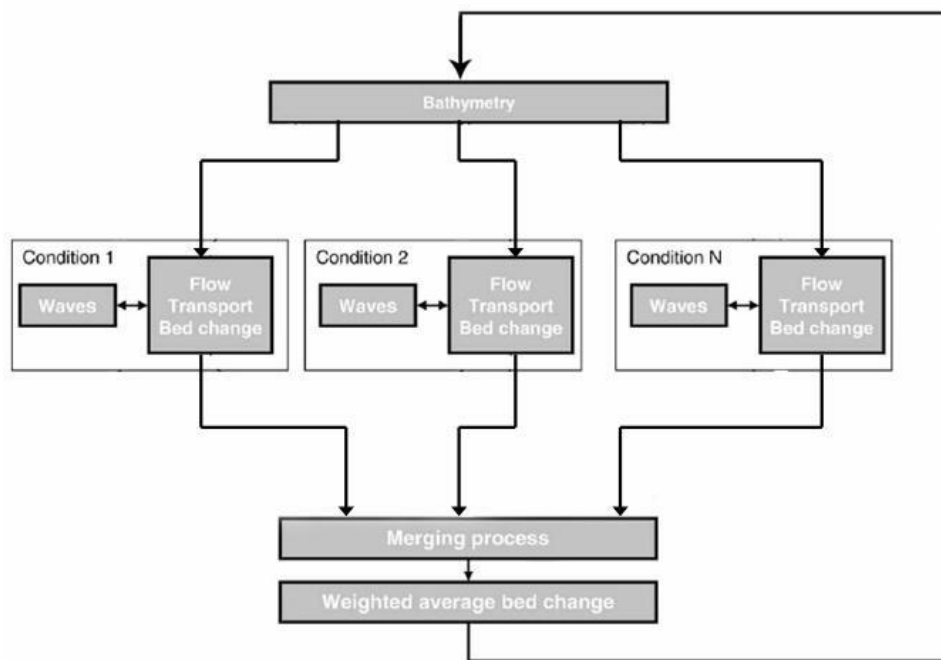 Bathymetry
Condition 1
Waves
Flow
Transport
Bed change
Condition 2
Waves
Flow
Transport
Bed change
Condition N
Waves
Flow
Transport
Bed change
Merging process
Weighted average bed change